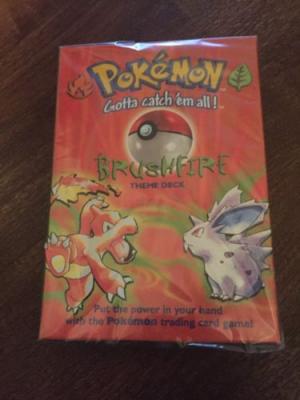 POKéMON
Gotta catch 'em all!™
BRUSHFIRE
THEME DECK
Put the power in your hand
with the Pokémon trading card game!